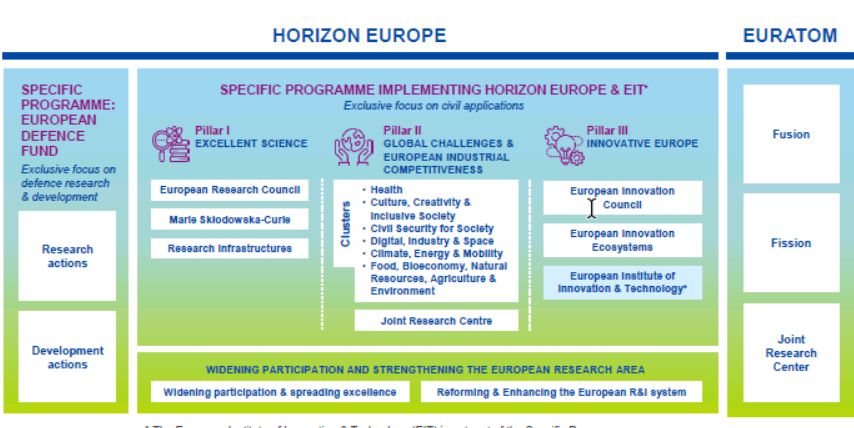 HORIZON EUROPE
EURATOM
SPECIFIC
PROGRAMME:
EUROPEAN
DEFENCE
FUND
Exclusive focus on
defence research
& development
Research
actions
Development
actions
SPECIFIC PROGRAMME IMPLEMENTING HORIZON EUROPE & EIT*
Exclusive focus on civil applications
Pillar I
EXCELLENT SCIENCE
European Research Council
Marie Skłodowska-Curie
Research Infrastructures
Pillar II
GLOBAL CHALLENGES &
EUROPEAN INDUSTRIAL
COMPETITIVENESS
Clusters
• Health
• Culture, Creativity &
Inclusive Society
• Civil Security for Society
• Digital, Industry & Space
• Climate, Energy & Mobility
• Food, Bioeconomy, Natural
Resources, Agriculture &
Environment
Joint Research Centre
Pillar III
INNOVATIVE EUROPE
European Innovation
Council
European Innovation
Ecosystems
European Institute of
Innovation & Technology*
WIDENING PARTICIPATION AND STRENGTHENING THE EUROPEAN RESEARCH AREA
Widening participation & spreading excellence
Reforming & Enhancing the European R&I system
Fusion
Fission
Joint
Research
Center